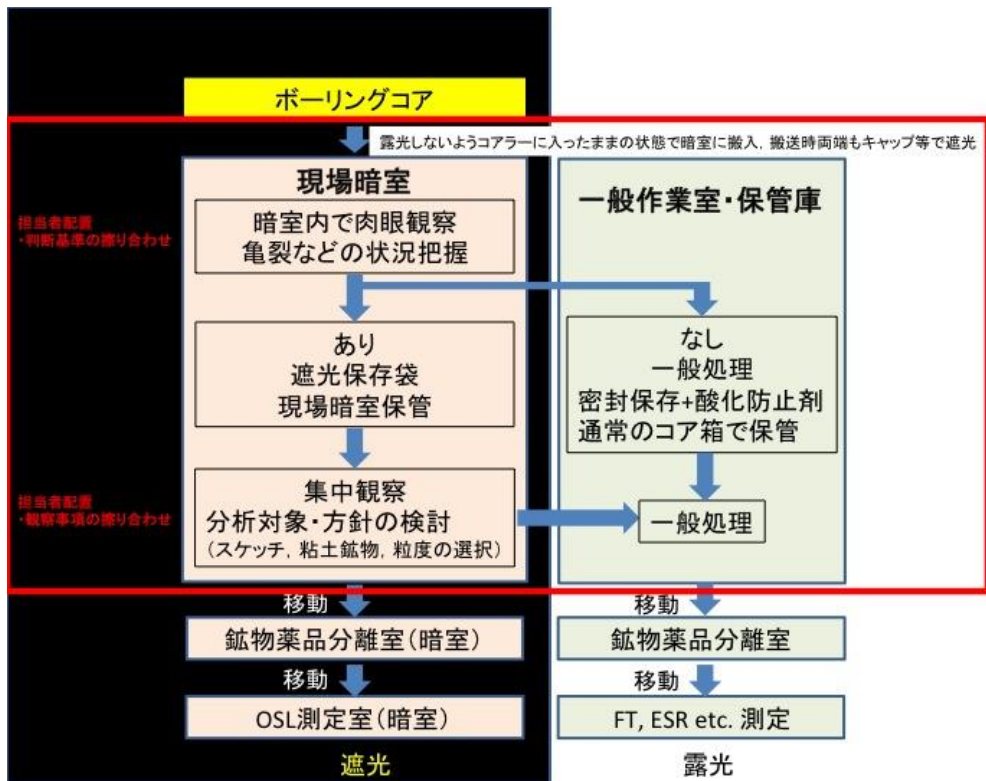 ボーリングコア
露光しないようコアラーに入ったままの状態で暗室に搬入，搬送時両端もキャップ等で遮光
現場暗室
一般作業室・保管庫
担当者配置
・判断基準の擦り合わせ
暗室内で肉眼観察
亀裂などの状況把握
あり
遮光保存袋
現場暗室保管
なし
一般処理
密封保存+酸化防止剤
通常のコア箱で保管
担当者配置
・観察事項の擦り合わせ
集中観察
分析対象・方針の検討
（スケッチ，粘土鉱物，粒度の選択）
一般処理
移動
移動
鉱物薬品分離室（暗室）
鉱物薬品分離室
移動
移動
OSL測定室（暗室）
FT, ESR etc. 測定
遮光
露光